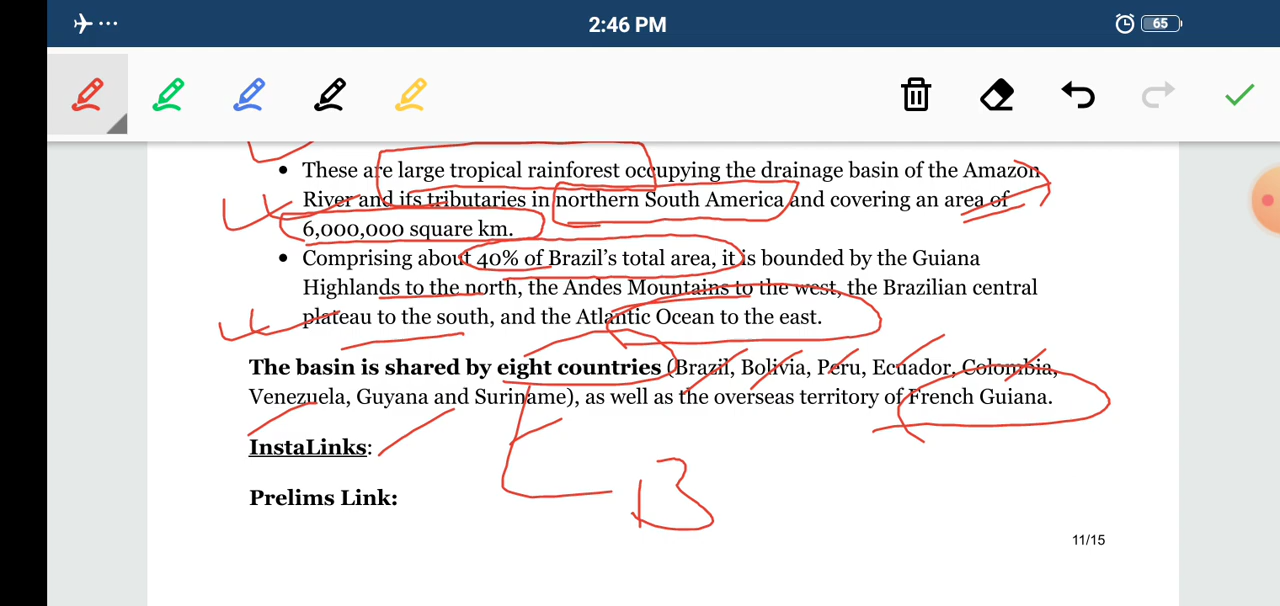 2:46 PM
65
• These are large tropical rainforest occupying the drainage basin of the Amazon
River and its tributaries in northern South America and covering an area of
6,000,000 square km.
• Comprising about 40% of Brazil’s total area, it is bounded by the Guiana
Highlands to the north, the Andes Mountains to the west, the Brazilian central
plateau to the south, and the Atlantic Ocean to the east.
The basin is shared by eight countries (Brazil, Bolivia, Peru, Ecuador, Colombia,
Venezuela, Guyana and Suriname), as well as the overseas territory of French Guiana.
InstaLinks:
Prelims Link:
11/15